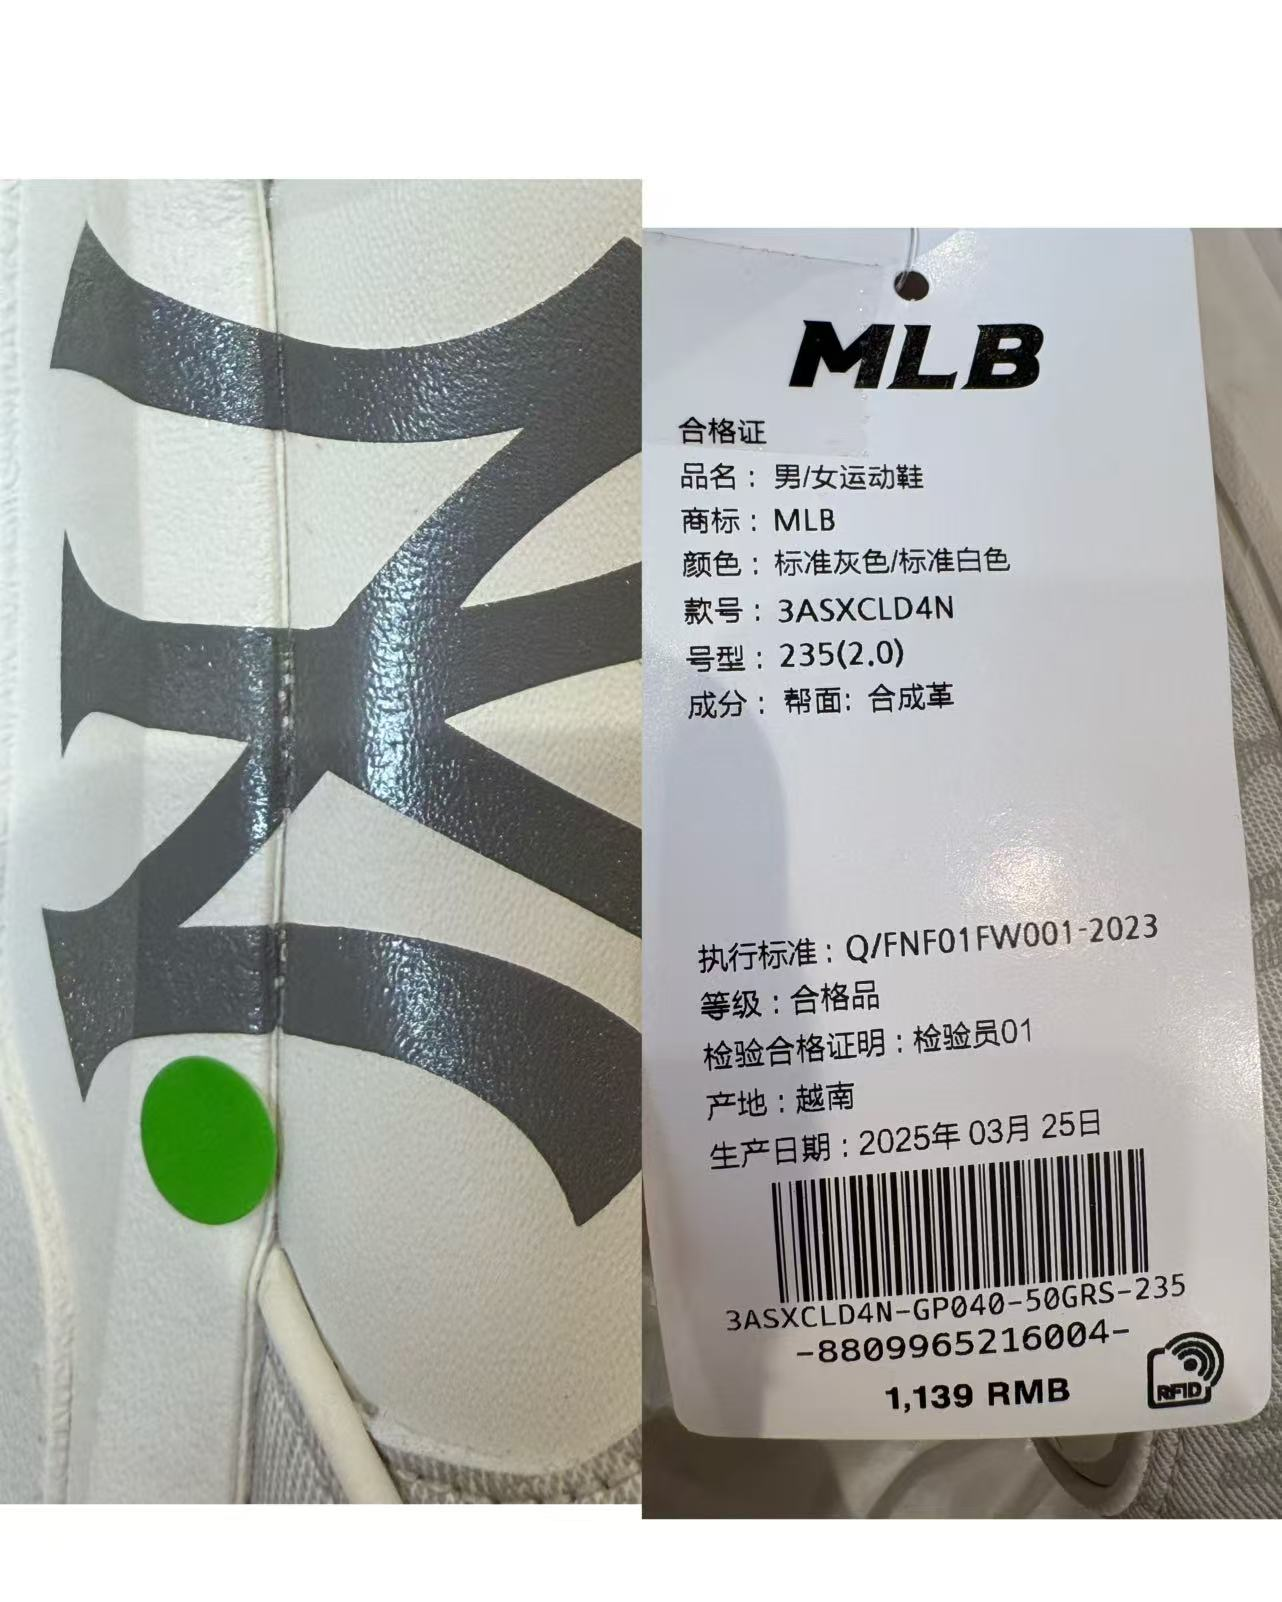 MLB
合格证
品名：男/女运动鞋
商标：MLB
颜色：标准灰色/标准白色
款号：3ASXCLD4N
号型：235(2.0)
成分：帮面：合成革
执行标准：Q/FNF01FW001-2023
等级：合格品
检验合格证明：检验员01
产地：越南
生产日期：2025年 03月 25日
3ASXCLD4N-GP040-50GRS-235
-8809965216004-
1,139 RMB
RFID